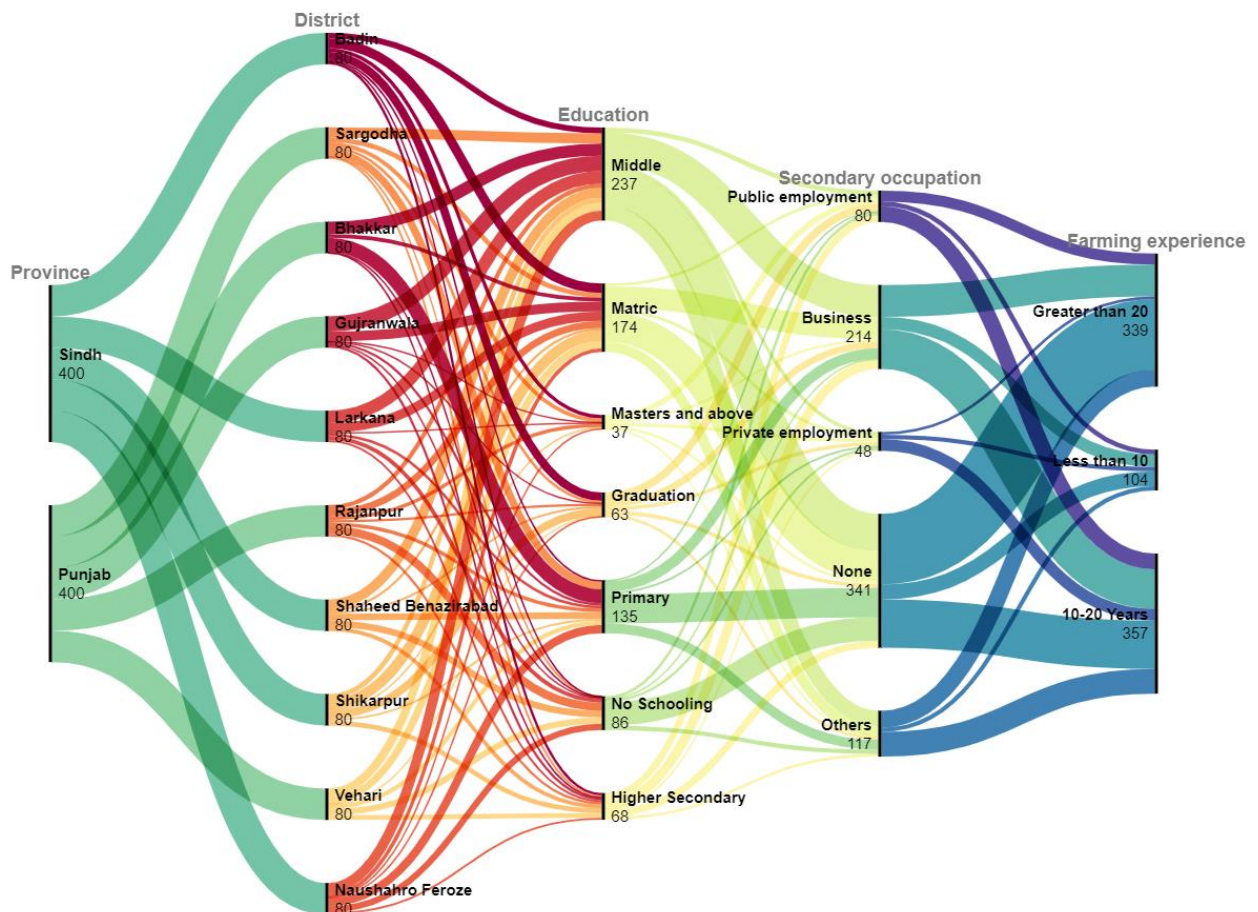 Province
Sindh
400
Punjab
400
District
Badin
80
Sargodha
80
Bhakkar
80
Gujranwala
80
Larkana
80
Rajanpur
80
Shaheed Benazirabad
80
Shikarpur
80
Vehari
80
Naushahro Feroze
80
Education
Middle
237
Matric
174
Masters and above
37
Graduation
63
Primary
135
No Schooling
86
Higher Secondary
68
Secondary occupation
Public employment
80
Business
214
Private employment
48
None
341
Others
117
Farming experience
Greater than 20
339
Less than 10
104
10-20 Years
357